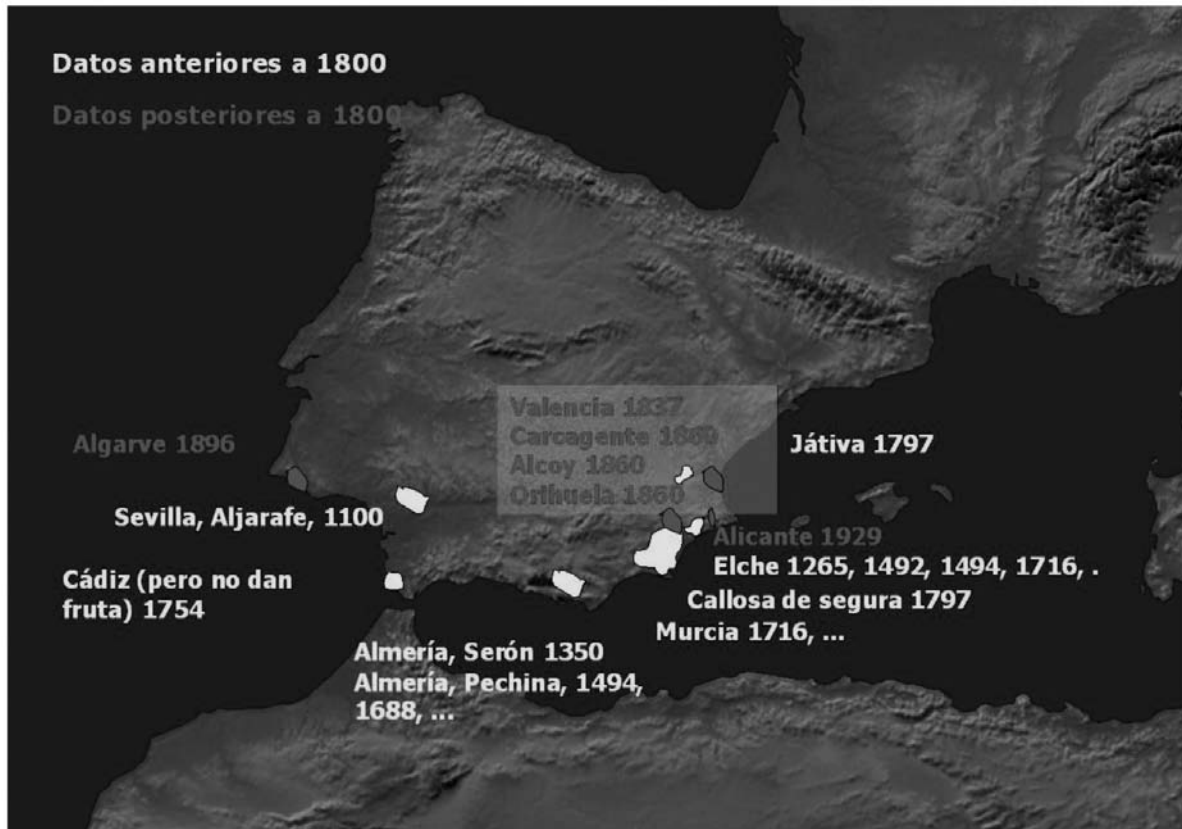 Datos anteriores a 1800
Datos posteriores a 1800
Valencia 1837
Carcagente 1860
Alcoy 1860
Orihuela 1860
Algarve 1896
Játiva 1797
Sevilla, Aljarafe, 1100
Alicante 1929
Elche 1265, 1492, 1494, 1716, .
Cádiz (pero no dan
fruta) 1754
Callosa de segura 1797
Murcia 1716, ...
Almería, Serón 1350
Almería, Pechina, 1494,
1688, ...